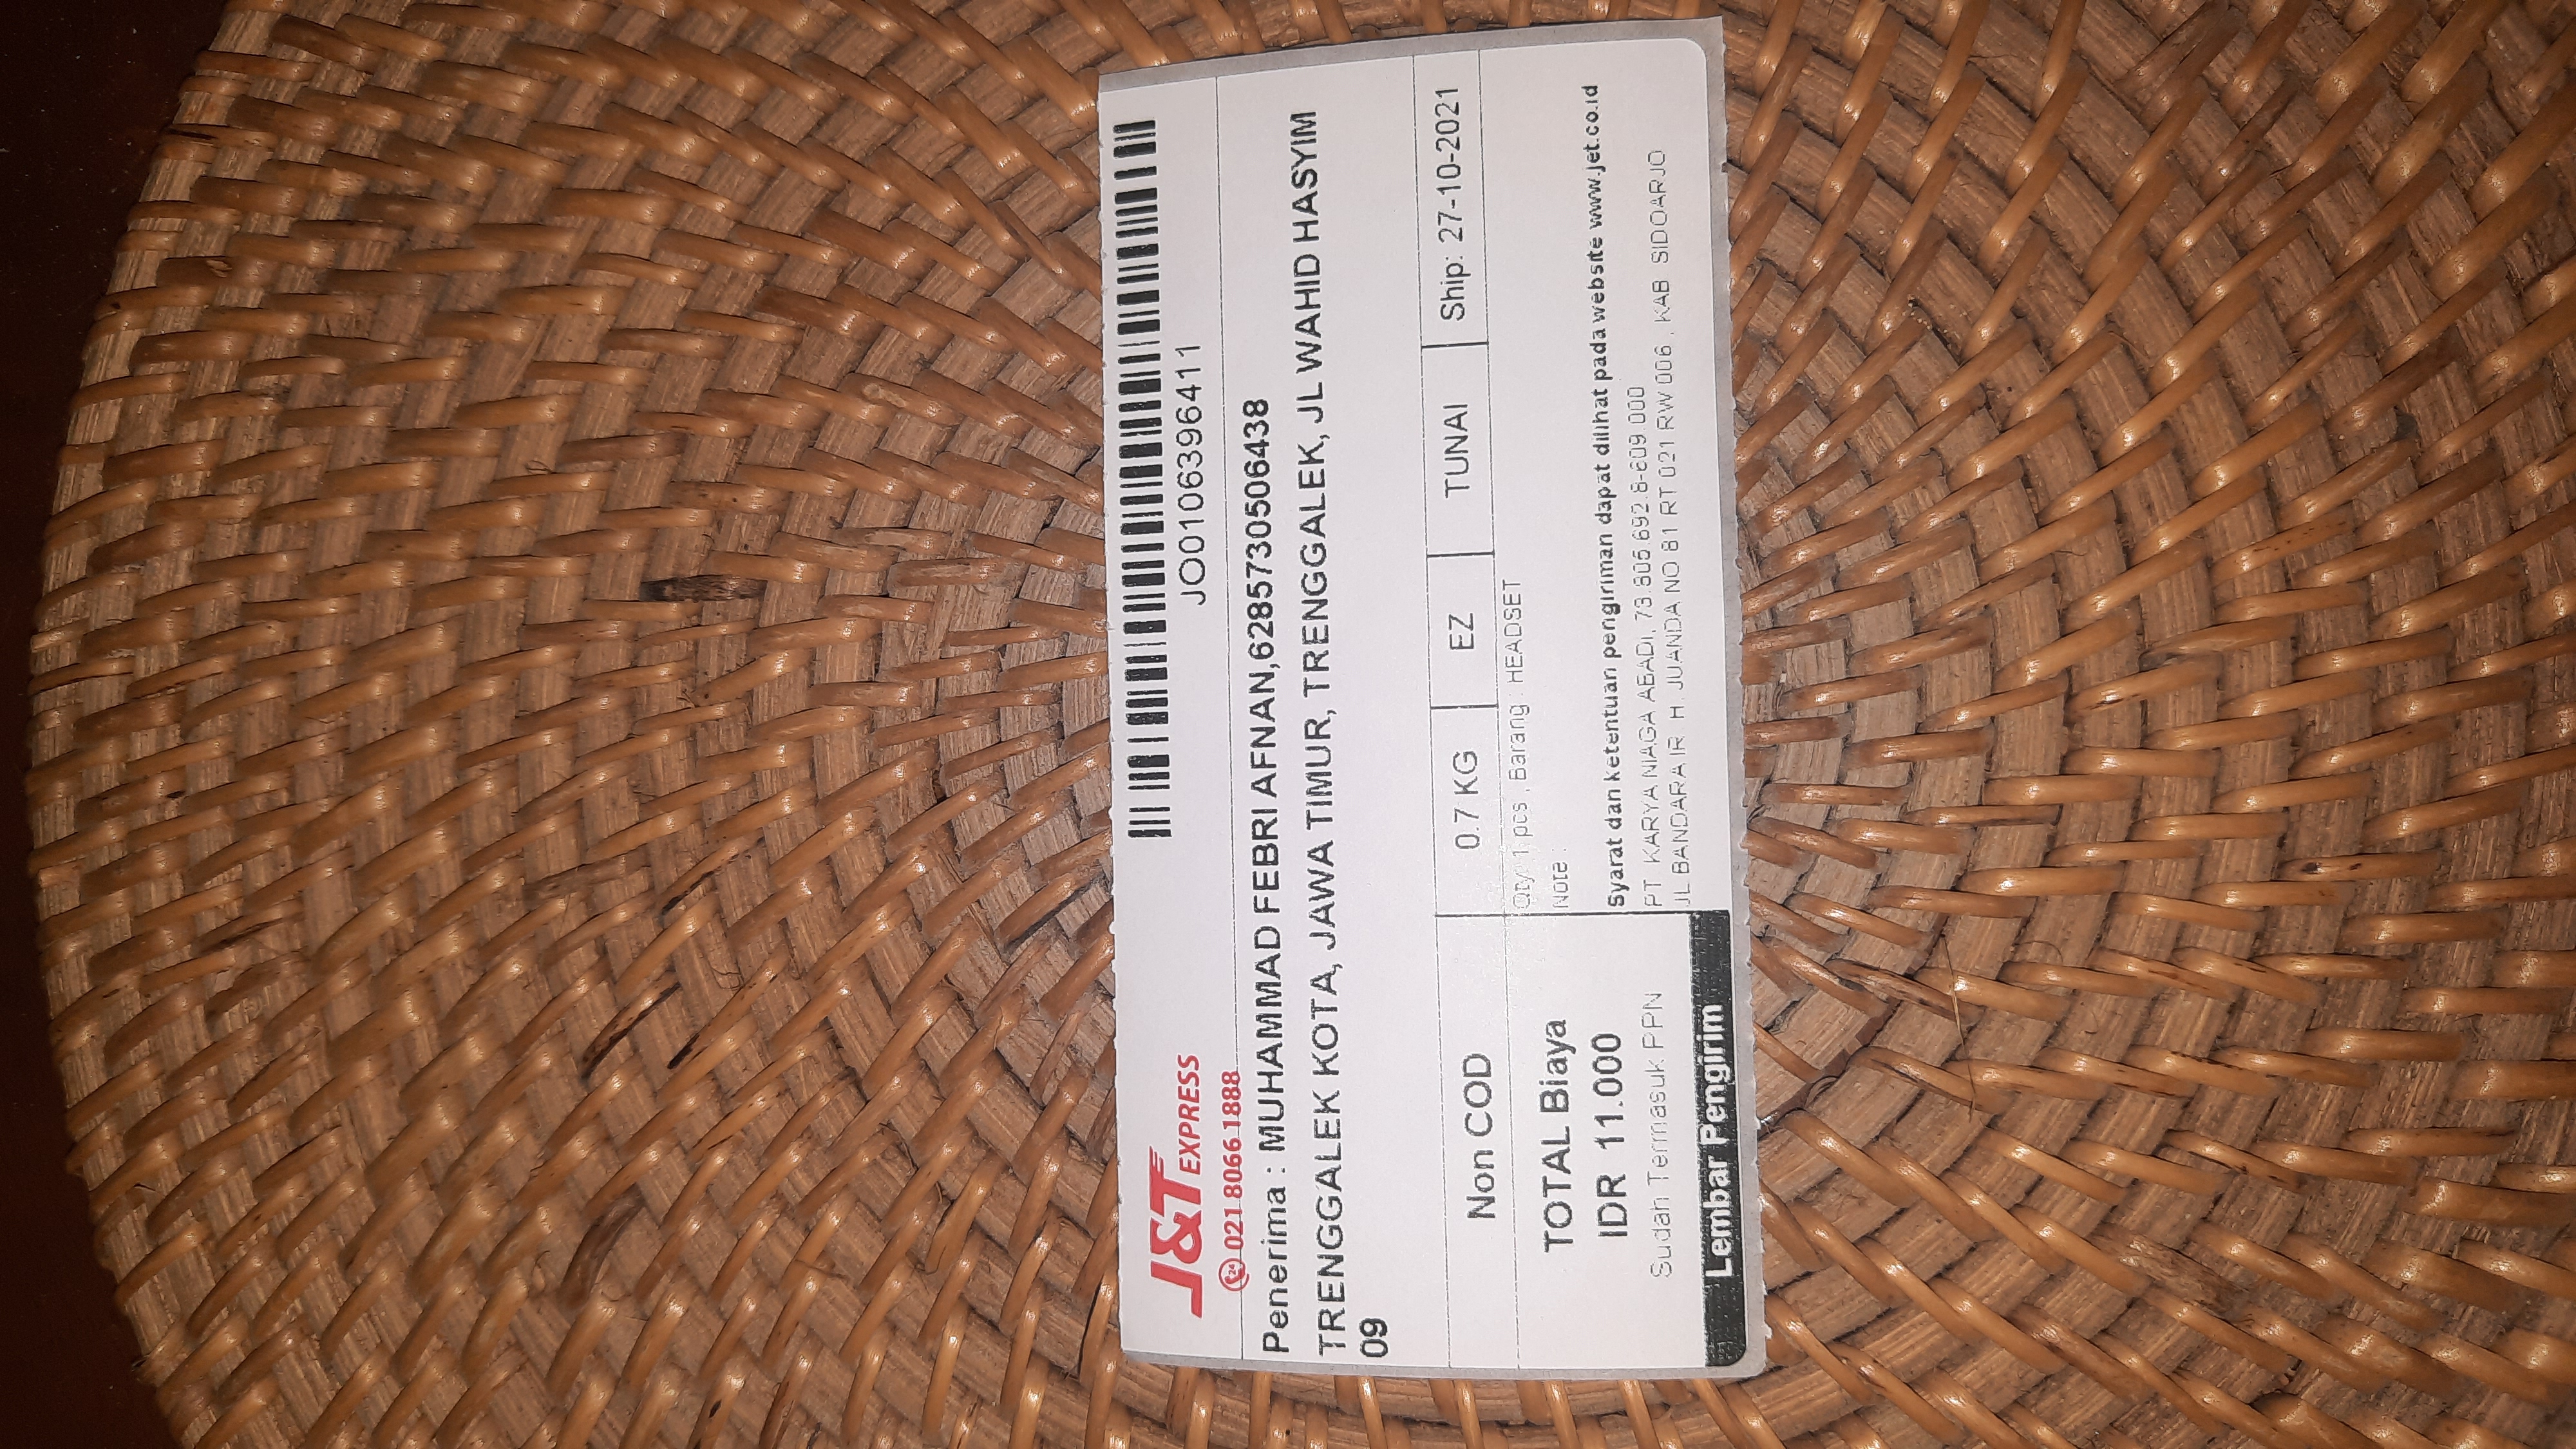 J&T EXPRESS
24 021 8066 1888
JO0106396411
Penerima : MUHAMMAD FEBRI AFNAN,6285730506438
TRENGGALEK KOTA, JAWA TIMUR, TRENGGALEK, JL WAHID HASYIM
09
Non COD
0.7 KG
EZ
TUNAI
Ship: 27-10-2021
TOTAL Biaya
IDR 11.000
Sudah Termasuk PPN
Lembar Pengirim
Qty: 1 pcs , Barang : HEADSET
Note :
Syarat dan ketentuan pengiriman dapat dilihat pada website www.jet.co.id
PT. KARYA NIAGA ABADI, 73.805.692.8-609.000
JL BANDARA IR. H. JUANDA NO 81 RT 021 RW 006 , KAB. SIDOARJO